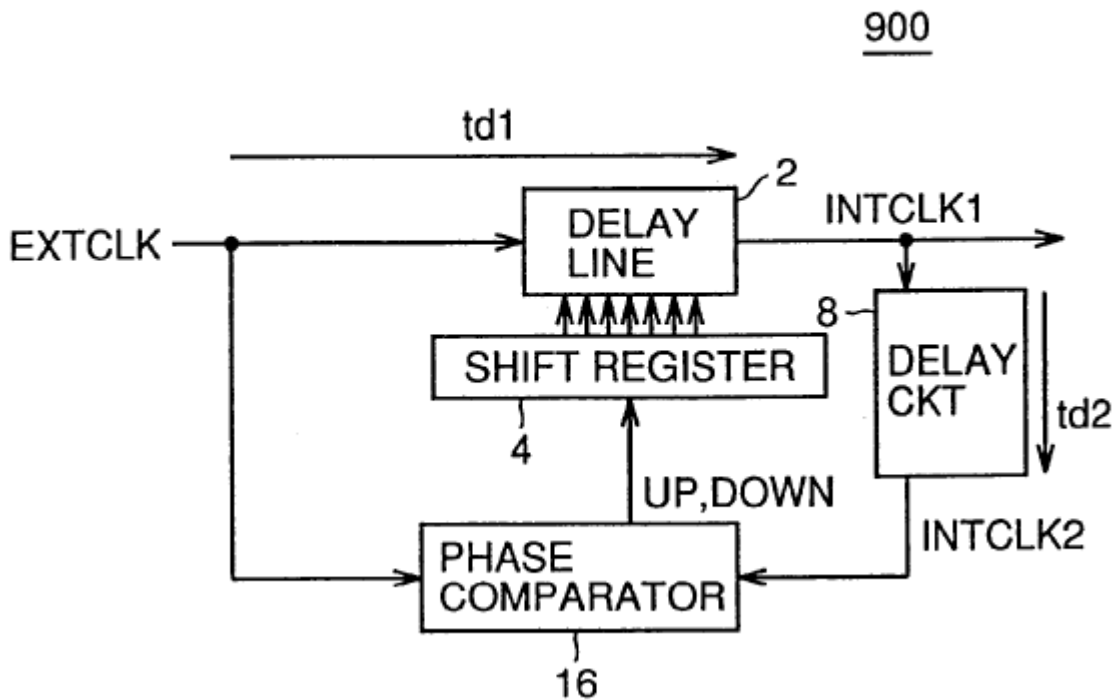 900
td1
2
EXTCLK
DELAY
LINE
INTCLK1
8
DELAY
CKT
td2
SHIFT REGISTER
4
UP,DOWN
INTCLK2
PHASE
COMPARATOR
16